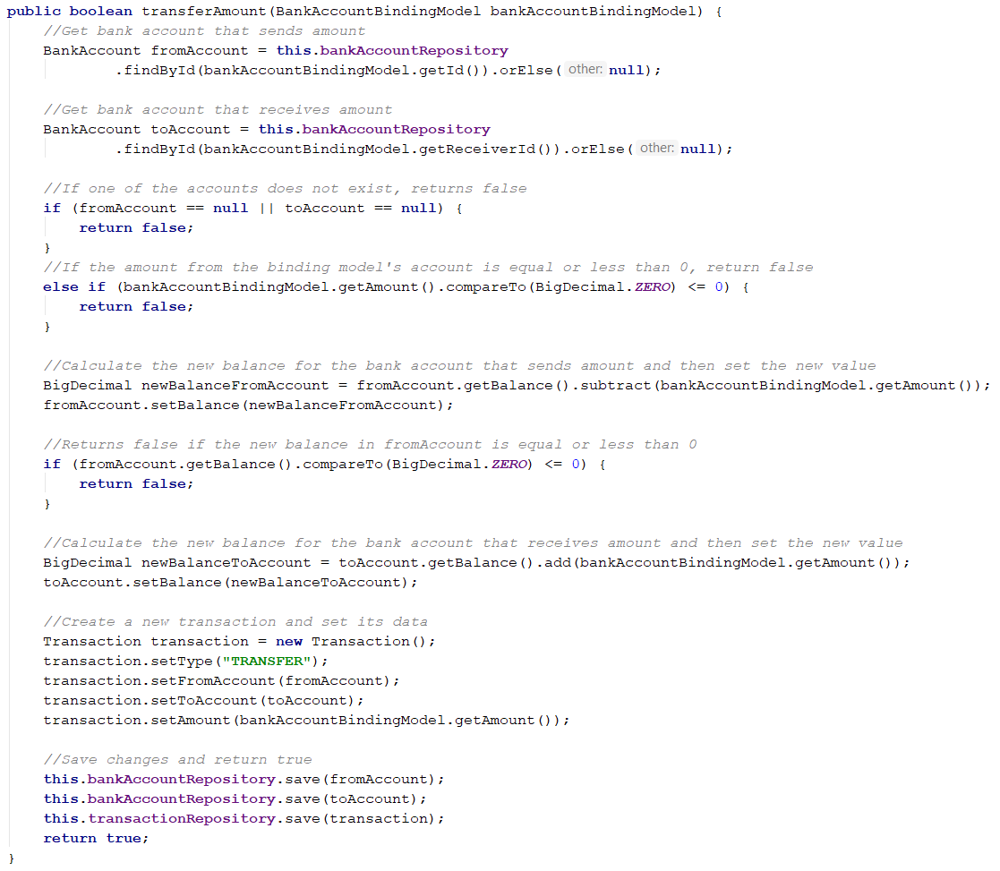 public boolean transferAmount(BankAccountBindingModel bankAccountBindingModel) {
    //Get bank account that sends amount
    BankAccount fromAccount = this.bankAccountRepository
            .findById(bankAccountBindingModel.getId()).orElse( other: null);

    //Get bank account that receives amount
    BankAccount toAccount = this.bankAccountRepository
            .findById(bankAccountBindingModel.getReceiverId()).orElse( other: null);

    //If one of the accounts does not exist, returns false
    if (fromAccount == null || toAccount == null) {
        return false;
    }
    //If the amount from the binding model's account is equal or less than 0, return false
    else if (bankAccountBindingModel.getAmount().compareTo(BigDecimal.ZERO) <= 0) {
        return false;
    }

    //Calculate the new balance for the bank account that sends amount and then set the new value
    BigDecimal newBalanceFromAccount = fromAccount.getBalance().subtract(bankAccountBindingModel.getAmount());
    fromAccount.setBalance(newBalanceFromAccount);

    //Returns false if the new balance in fromAccount is equal or less than 0
    if (fromAccount.getBalance().compareTo(BigDecimal.ZERO) <= 0) {
        return false;
    }

    //Calculate the new balance for the bank account that receives amount and then set the new value
    BigDecimal newBalanceToAccount = toAccount.getBalance().add(bankAccountBindingModel.getAmount());
    toAccount.setBalance(newBalanceToAccount);

    //Create a new transaction and set its data
    Transaction transaction = new Transaction();
    transaction.setType("TRANSFER");
    transaction.setFromAccount(fromAccount);
    transaction.setToAccount(toAccount);
    transaction.setAmount(bankAccountBindingModel.getAmount());

    //Save changes and return true
    this.bankAccountRepository.save(fromAccount);
    this.bankAccountRepository.save(toAccount);
    this.transactionRepository.save(transaction);
    return true;
}